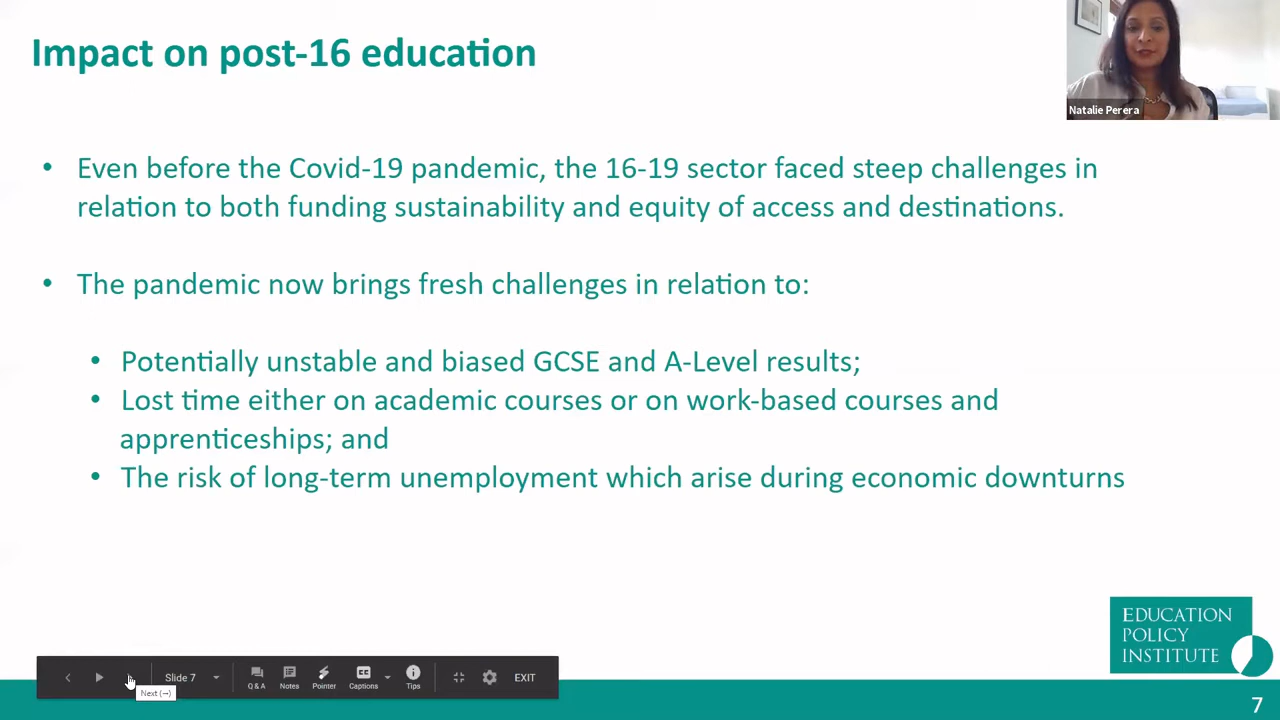 Impact on post-16 education
Natalie Perera
• Even before the Covid-19 pandemic, the 16-19 sector faced steep challenges in
relation to both funding sustainability and equity of access and destinations.
• The pandemic now brings fresh challenges in relation to:
• Potentially unstable and biased GCSE and A-Level results;
• Lost time either on academic courses or on work-based courses and
apprenticeships; and
• The risk of long-term unemployment which arise during economic downturns
EDUCATION
POLICY
INSTITUTE
Slide 7
Q & A
Notes
Pointer
Captions
Tips
EXIT
Next (→)
7